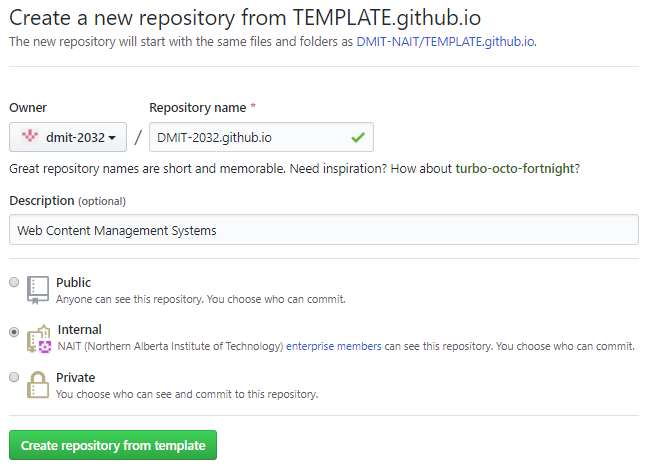 Create a new repository from TEMPLATE.github.io
The new repository will start with the same files and folders as DMIT-NAIT/TEMPLATE.github.io.
Owner
Repository name *
dmit-2032
/
DMIT-2032.github.io
Great repository names are short and memorable. Need inspiration? How about turbo-octo-fortnight?
Description (optional)
Web Content Management Systems
Public
Anyone can see this repository. You choose who can commit.
Internal
NAIT (Northern Alberta Institute of Technology) enterprise members can see this repository. You choose who can commit.
Private
You choose who can see and commit to this repository.
Create repository from template